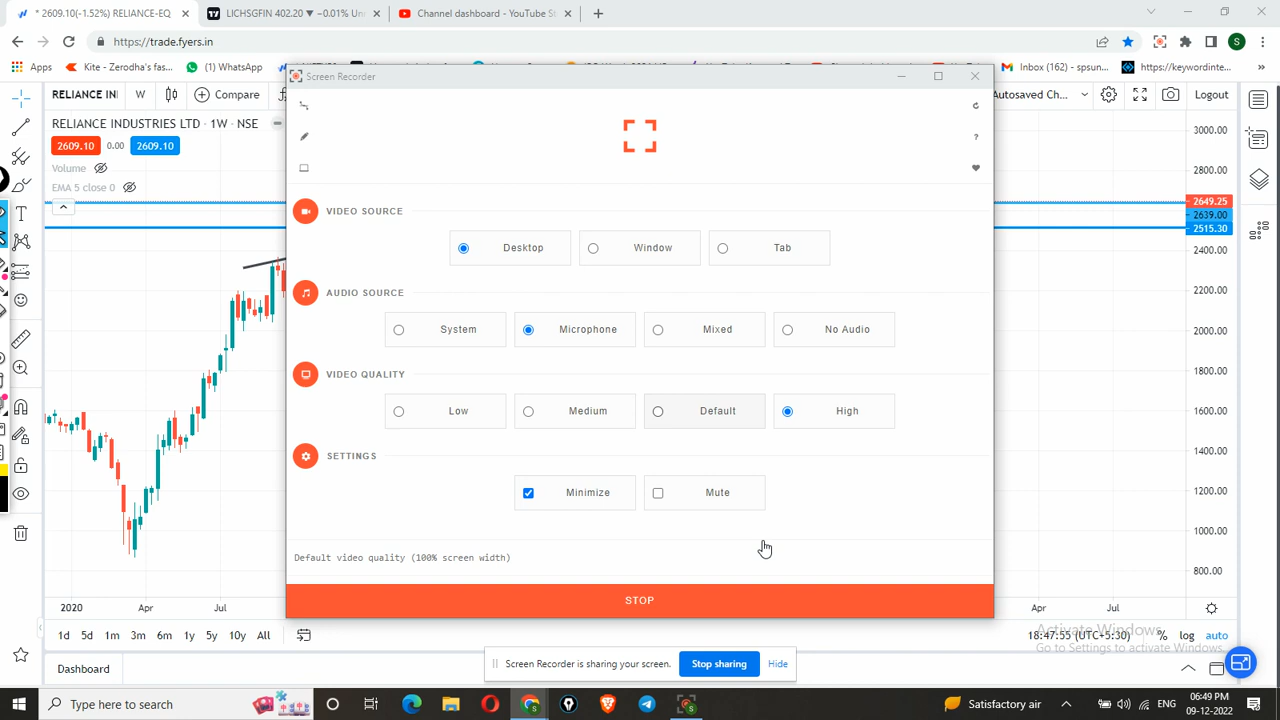 * 2609.10(-1.52%) RELIANCE-EQ
LICHSGFIN 402.20 ▼ −0.01% Un
Channel dashboard - YouTube St
https://trade.fyers.in
S
Apps
Kite - Zerodha's fas...
(1) WhatsApp
Inbox (162) - spsun...
https://keywordinte...
»
RELIANCE IN
W
Compare
Autosaved Ch...
Logout
RELIANCE INDUSTRIES LTD · 1W · NSE
2609.10
0.00
2609.10
Volume
EMA 5 close 0
Screen Recorder
?
VIDEO SOURCE
Desktop
Window
Tab
AUDIO SOURCE
System
Microphone
Mixed
No Audio
VIDEO QUALITY
Low
Medium
Default
High
SETTINGS
Minimize
Mute
Default video quality (100% screen width)
STOP
3000.00
2800.00
2649.25
2639.00
2515.30
2400.00
2200.00
2000.00
1800.00
1600.00
1400.00
1200.00
1000.00
800.00
2020
Apr
Jul
Apr
Jul
1d
5d
1m
3m
6m
1y
5y
10y
All
18:47:55 (UTC+5:30)
%
log
auto
Activate Windows
Go to Settings to activate Windows.
Dashboard
Screen Recorder is sharing your screen.
Stop sharing
Hide
Type here to search
Satisfactory air
ENG
06:49 PM
09-12-2022